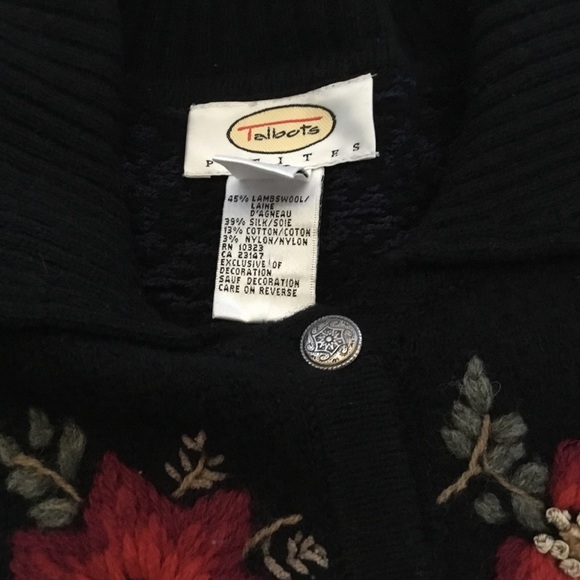 Talbots
PETITES
45% LAMBSWOOL/
LAINE
D'AGNEAU
39% SILK/SOIE
13% COTTON/COTON
3% NYLON/NYLON
RN 10323
CA 23147
EXCLUSIVE OF
DECORATION
SAUF DECORATION
CARE ON REVERSE